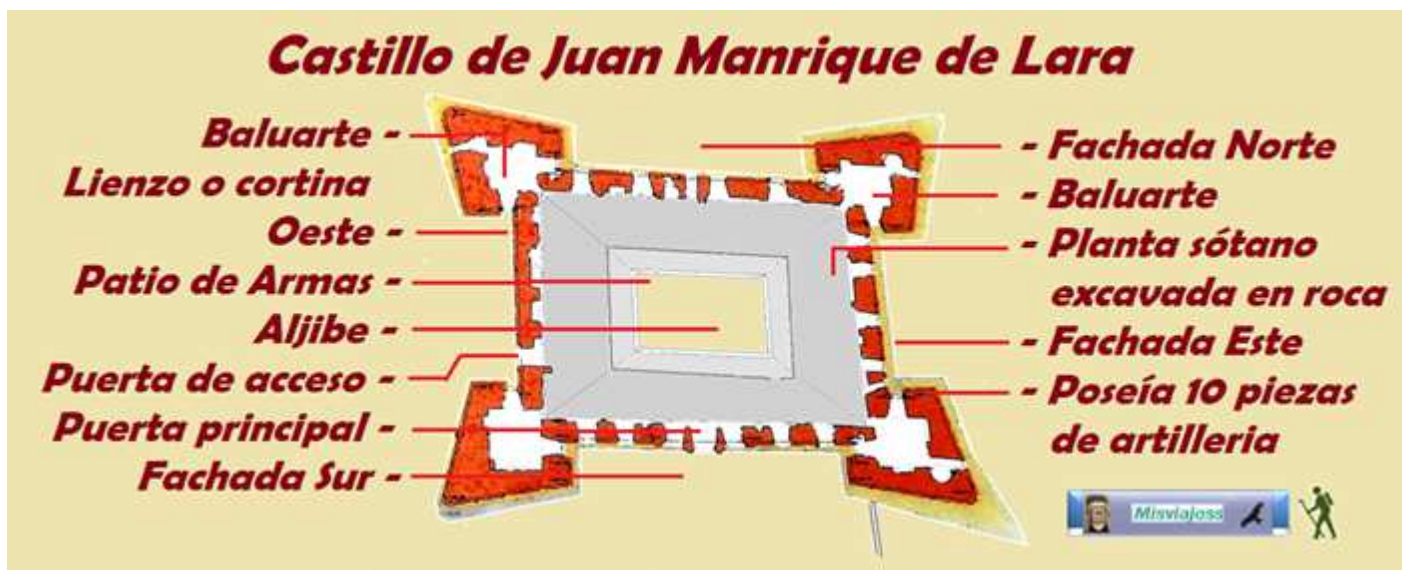 Castillo de Juan Manrique de Lara
Baluarte -
Lienzo o cortina
Oeste -
Patio de Armas -
Aljibe -
Puerta de acceso -
Puerta principal -
Fachada Sur -
- Fachada Norte
- Baluarte
- Planta sótano
excavada en roca
- Fachada Este
- Poseía 10 piezas
de artilleria
Misviajess